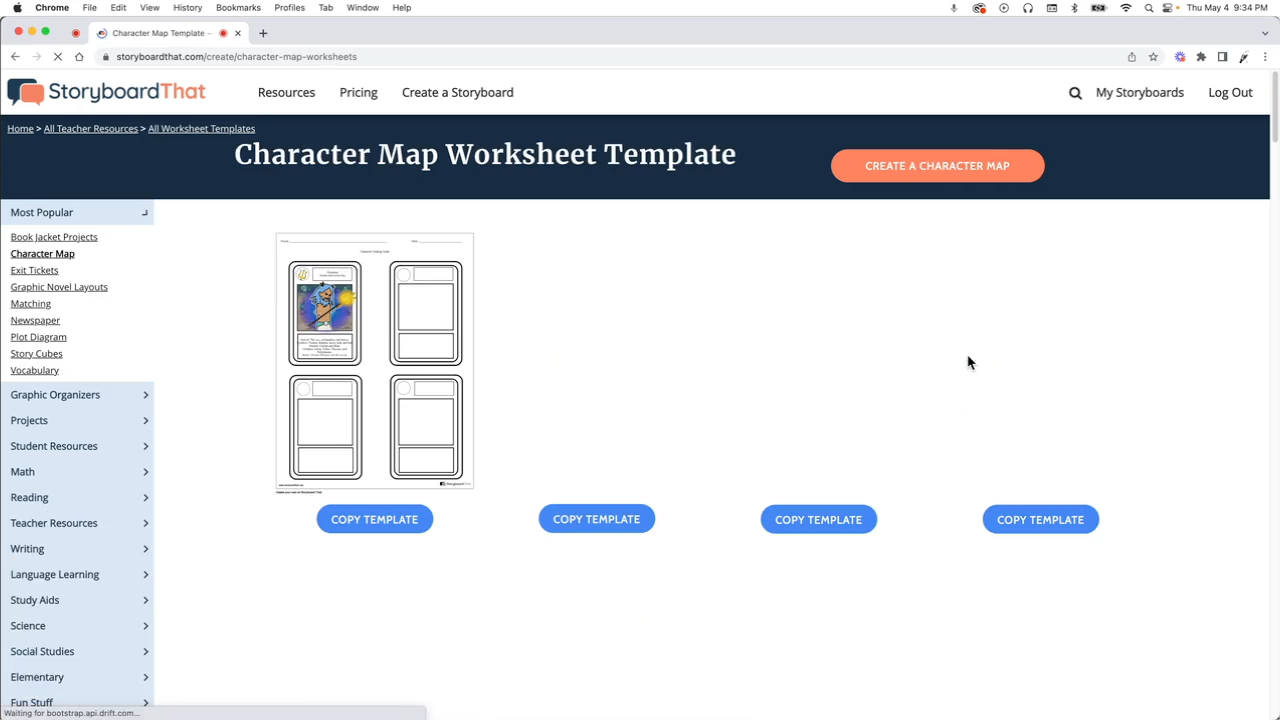 Chrome File Edit View History Bookmarks Profiles Tab Window Help Thu May 4 9:34 PM
Character Map Template -
storyboardthat.com/create/character-map-worksheets
StoryboardThat Resources Pricing Create a Storyboard My Storyboards Log Out
Home > All Teacher Resources > All Worksheet Templates
Character Map Worksheet Template
CREATE A CHARACTER MAP
Most Popular
Book Jacket Projects
Character Map
Exit Tickets
Graphic Novel Layouts
Matching
Newspaper
Plot Diagram
Story Cubes
Vocabulary
Graphic Organizers
Projects
Student Resources
Math
Reading
Teacher Resources
Writing
Language Learning
Study Aids
Science
Social Studies
Elementary
Fun Stuff
StoryboardThat
COPY TEMPLATE COPY TEMPLATE COPY TEMPLATE COPY TEMPLATE
Waiting for bootstrap.api.drift.com...